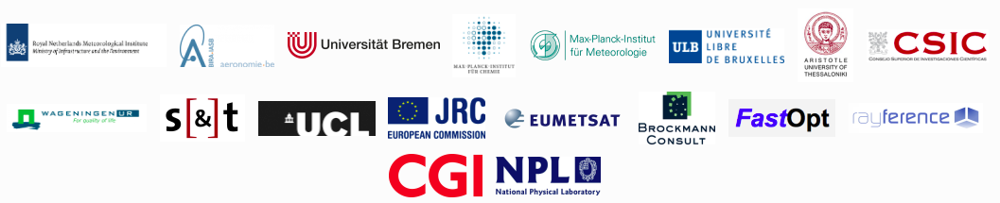 Royal Netherlands Meteorological Institute
Ministry of Infrastructure and the Environment
BIRA-IASB
aeronomie-be
Universität Bremen
MAX-PLANCK-INSTITUT
FÜR CHEMIE
Max-Planck-Institut
für Meteorologie
ULB
UNIVERSITÉ
LIBRE
DE BRUXELLES
ARISTOTLE
UNIVERSITY OF
THESSALONIKI
CSIC
CONSEJO SUPERIOR DE INVESTIGACIONES CIENTÍFICAS
WAGENINGEN UR
For quality of life
s[&]t
UCL
JRC
EUROPEAN COMMISSION
EUMETSAT
BROCKMANN
CONSULT
FastOpt
rayference
CGI
NPL
National Physical Laboratory